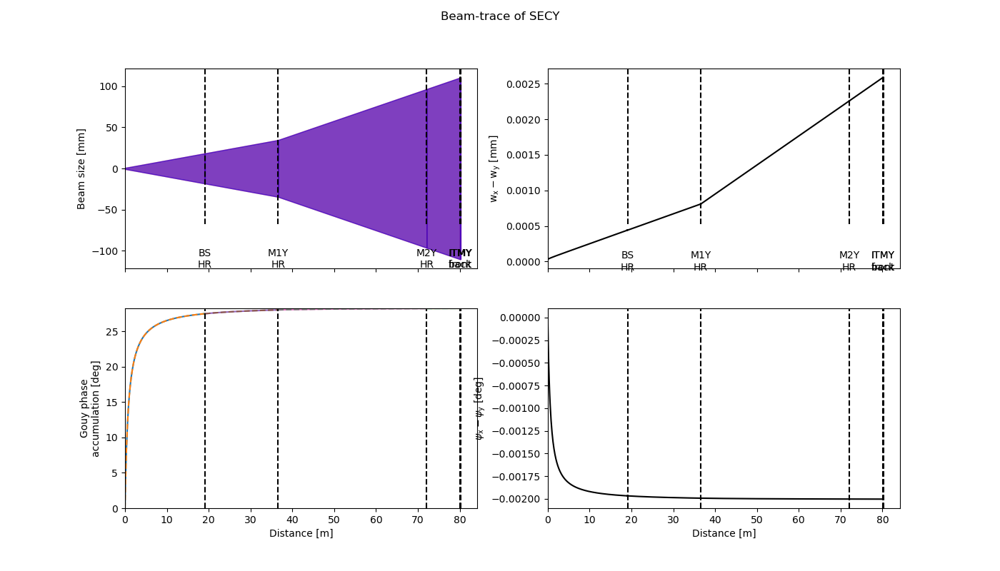 Beam-trace of SECY
Beam size [mm]
100
50
0
−50
−100
BS
HR
M1Y
HR
M2Y
HR
ITMY
wx − wy [mm]
0.0025
0.0020
0.0015
0.0010
0.0005
0.0000
BS
HR
M1Y
HR
M2Y
HR
ITMY
Gouy phase
accumulation [deg]
25
20
15
10
5
0
0 10 20 30 40 50 60 70 80
Distance [m]
ψx − ψy [deg]
0.00000
−0.00025
−0.00050
−0.00075
−0.00100
−0.00125
−0.00150
−0.00175
−0.00200
0 10 20 30 40 50 60 70 80
Distance [m]